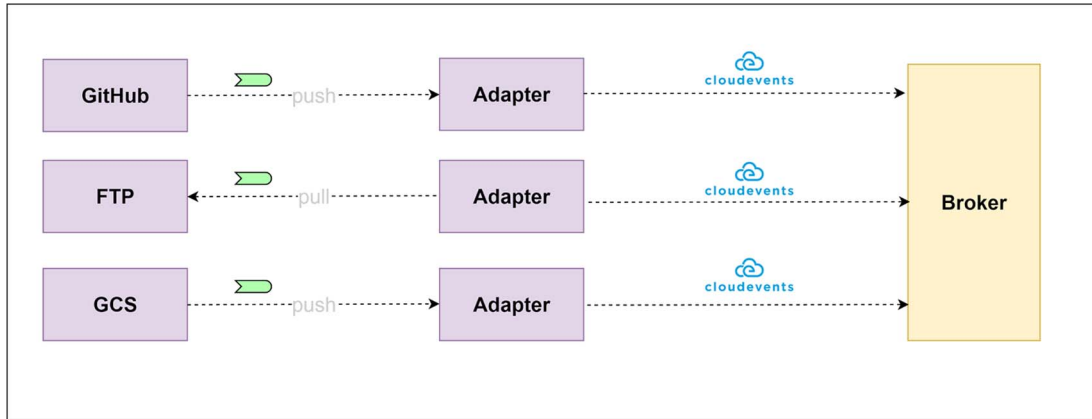 GitHub
push
Adapter
cloudevents
FTP
pull
Adapter
cloudevents
Broker
GCS
push
Adapter
cloudevents